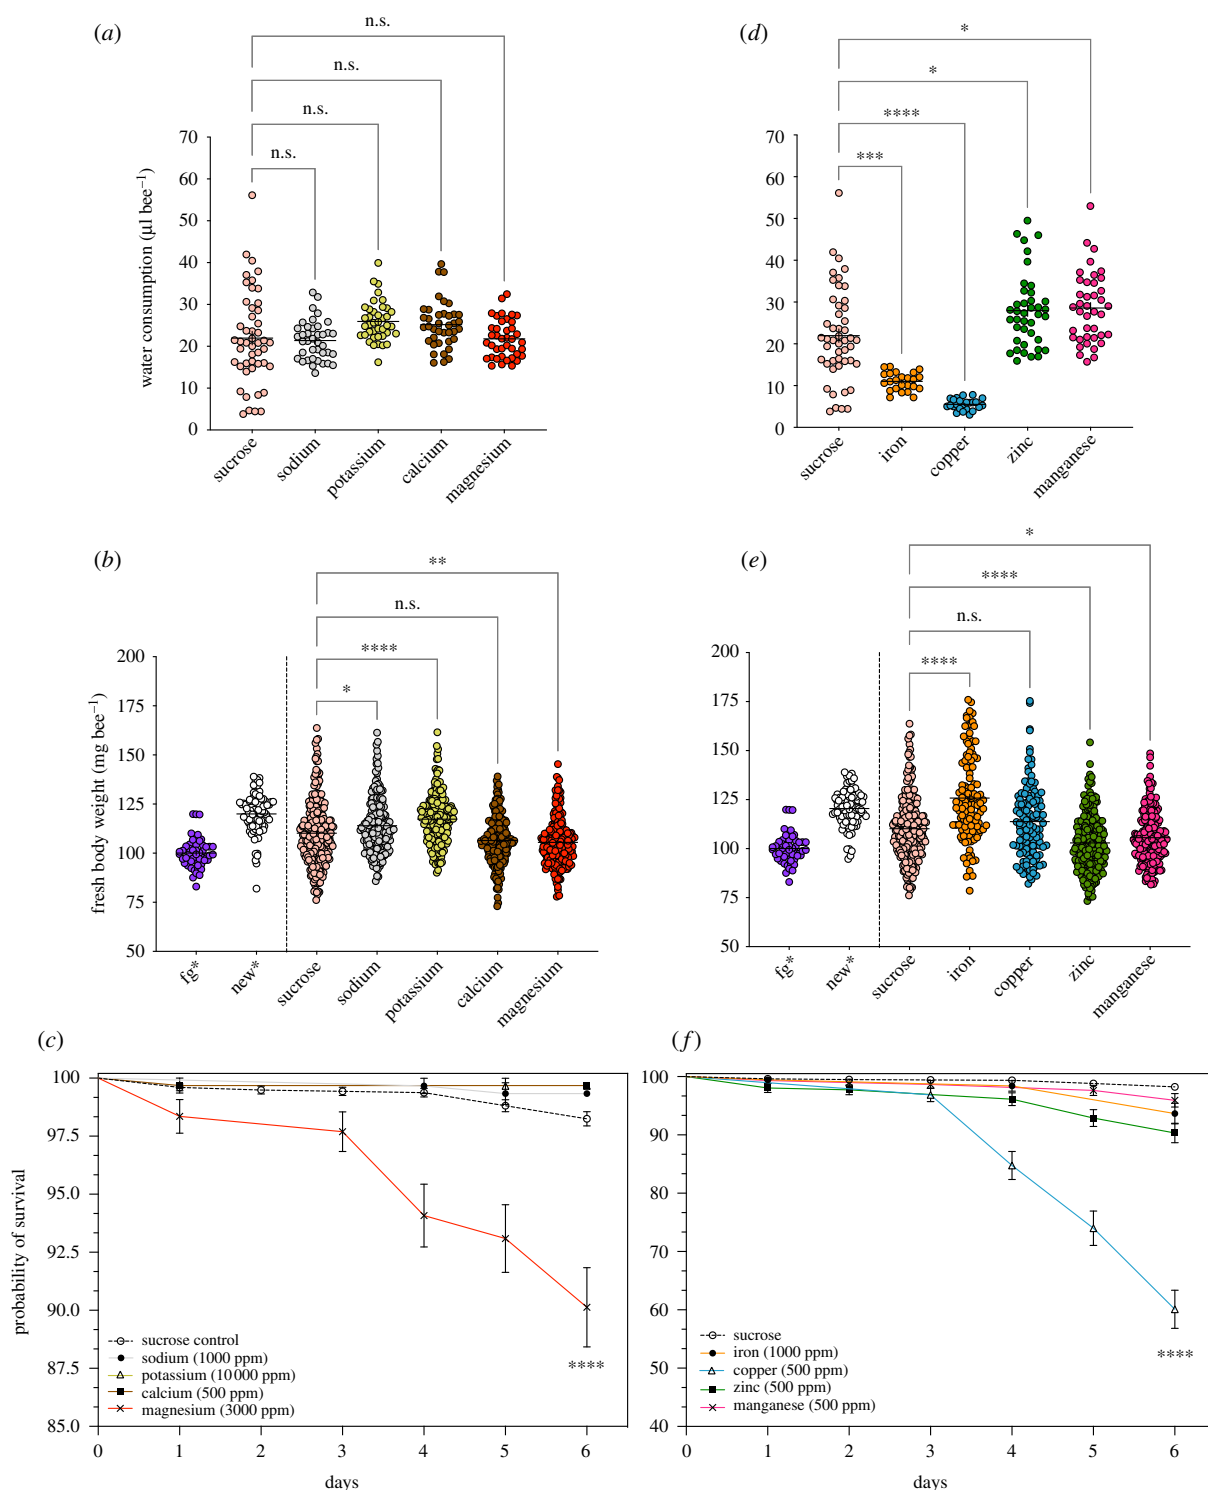 (a)
n.s.
n.s.
n.s.
n.s.
water consumption (µl bee−1)
70
60
50
40
30
20
10
0
sucrose
sodium
potassium
calcium
magnesium
(d)
*
*
****
***
70
60
50
40
30
20
10
0
sucrose
iron
copper
zinc
manganese
(b)
**
n.s.
****
*
fresh body weight (mg bee−1)
200
175
150
125
100
75
50
fg*
new*
sucrose
sodium
potassium
calcium
magnesium
(e)
*
****
n.s.
****
200
175
150
125
100
75
50
fg*
new*
sucrose
iron
copper
zinc
manganese
(c)
probability of survival
100
97.5
95.0
92.5
90.0
87.5
85.0
sucrose control
sodium (1000 ppm)
potassium (10 000 ppm)
calcium (500 ppm)
magnesium (3000 ppm)
****
0 1 2 3 4 5 6
days
(f)
100
90
80
70
60
50
40
sucrose
iron (1000 ppm)
copper (500 ppm)
zinc (500 ppm)
manganese (500 ppm)
****
0 1 2 3 4 5 6
days